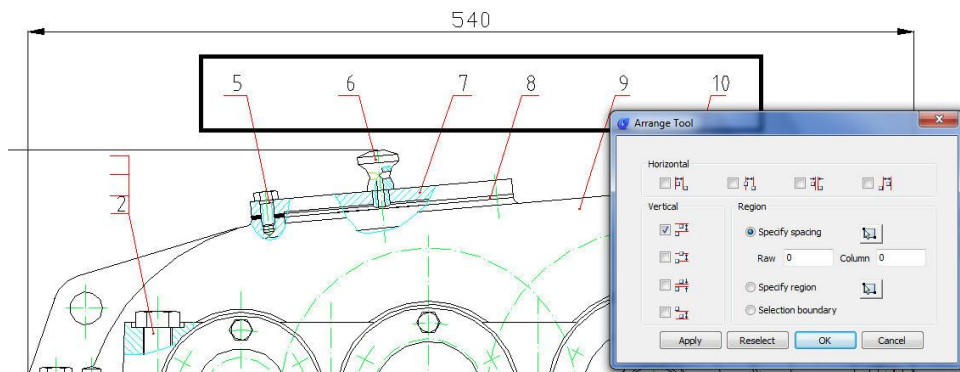 540
5 6 7 8 9 10
2
Arrange Tool
Horizontal
Vertical
Region
Specify spacing
Raw 0 Column 0
Specify region
Selection boundary
Apply Reselect OK Cancel